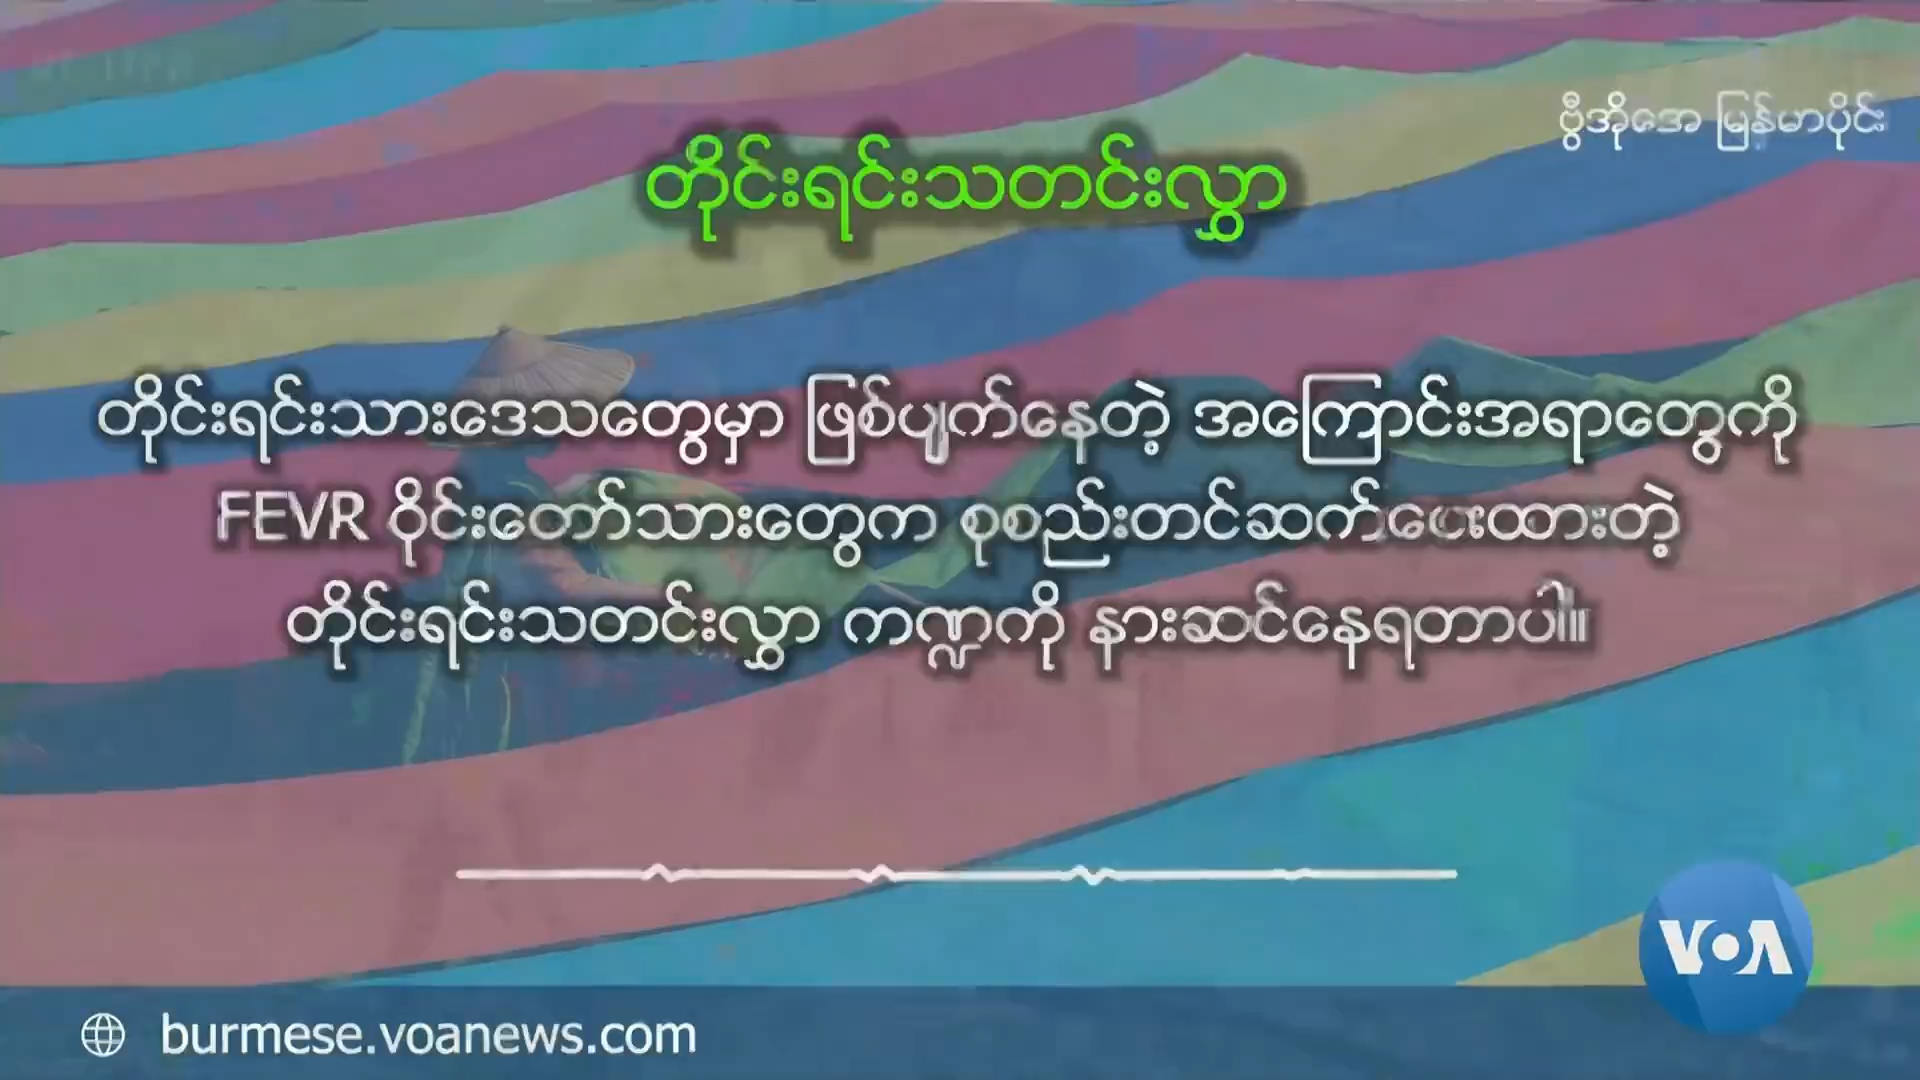 ဗွီအိုအေ မြန်မာပိုင်း
တိုင်းရင်းသတင်းလွှာ
တိုင်းရင်းသားဒေသတွေမှာ ဖြစ်ပျက်နေတဲ့ အကြောင်းအရာတွေကို
FEVR ဝိုင်းတော်သားတွေက စုစည်းတင်ဆက်ပေးထားတဲ့
တိုင်းရင်းသတင်းလွှာ ကဏ္ဍကို နားဆင်နေရတာပါ။
VOA
burmese.voanews.com